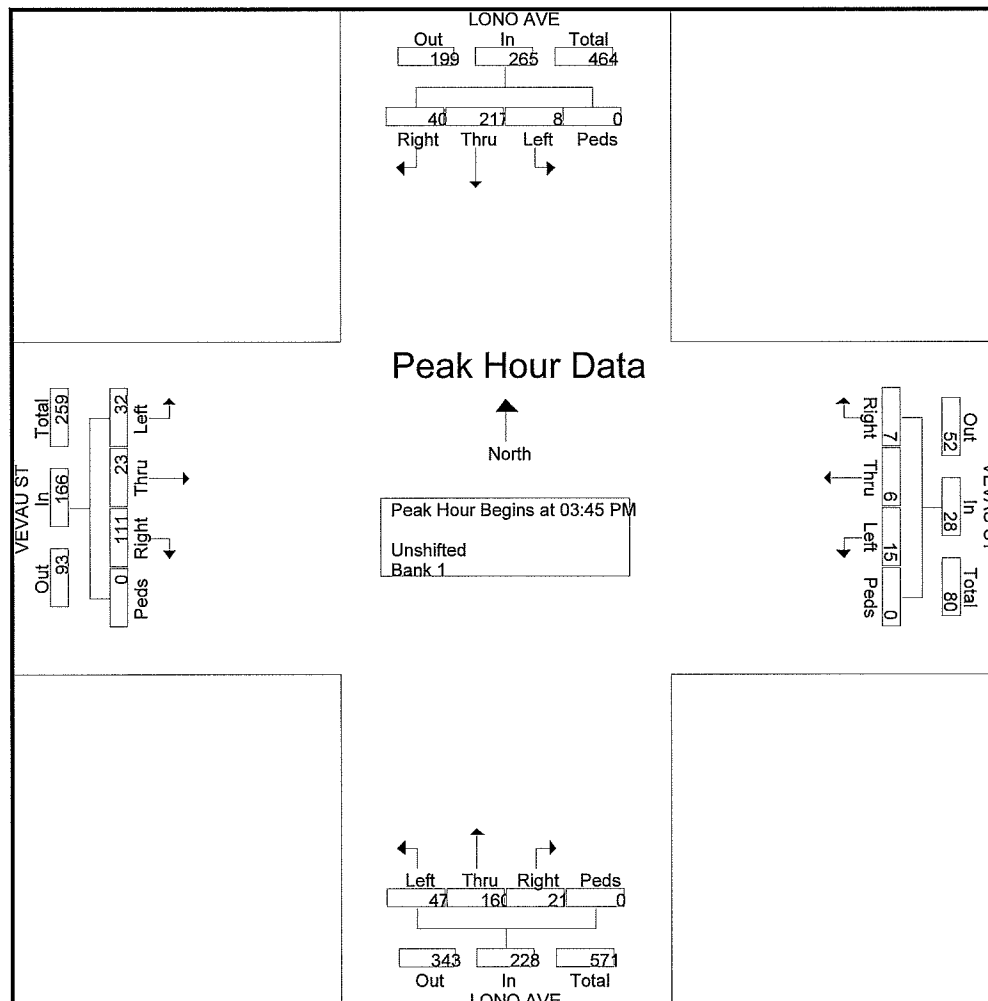 LONO AVE
Out In Total
199 265 464
40 217 8 0
Right Thru Left Peds
Peak Hour Data
North
Peak Hour Begins at 03:45 PM
Unshifted
Bank 1
VEVAU ST
Out In Total
93 166 259
Left Thru Right Peds
32 23 111 0
Right Thru Left Peds
7 6 15 0
Out In Total
52 28 80
VEVAU ST
Left Thru Right Peds
47 160 21 0
343 228 571
Out In Total
LONO AVE